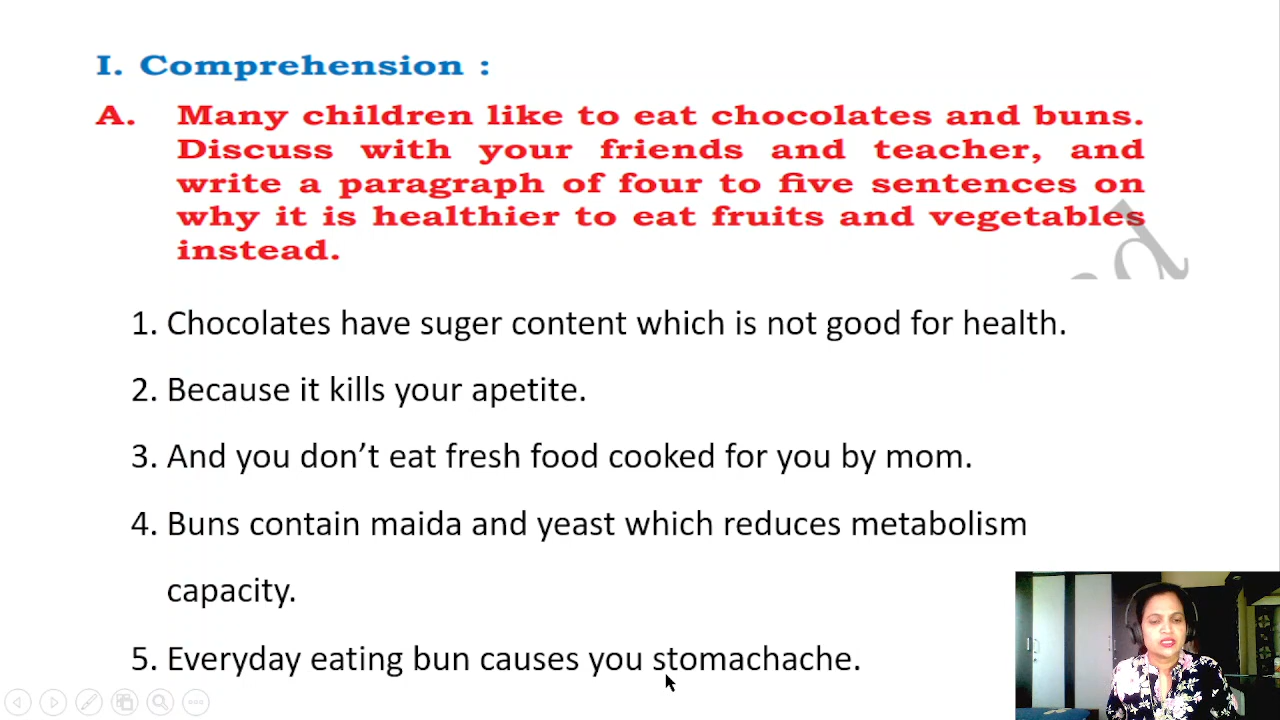 I. Comprehension :
A. Many children like to eat chocolates and buns.
Discuss with your friends and teacher, and
write a paragraph of four to five sentences on
why it is healthier to eat fruits and vegetables
instead.
1. Chocolates have suger content which is not good for health.
2. Because it kills your apetite.
3. And you don’t eat fresh food cooked for you by mom.
4. Buns contain maida and yeast which reduces metabolism
capacity.
5. Everyday eating bun causes you stomachache.